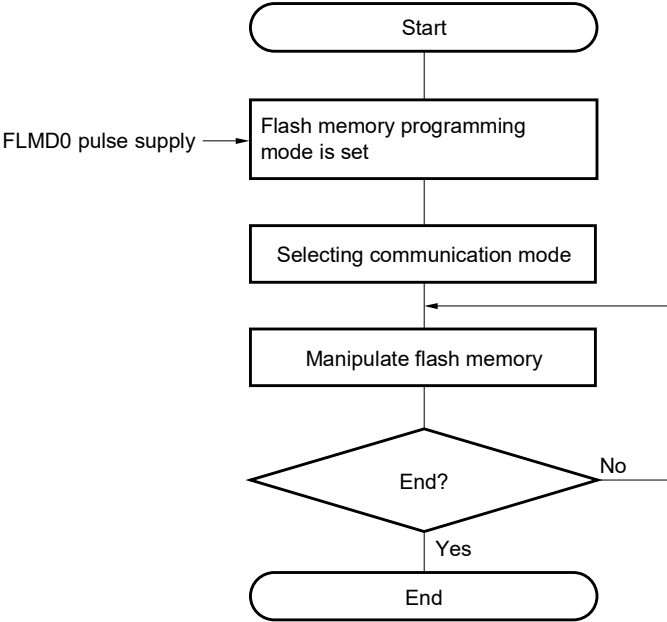 Start
FLMD0 pulse supply
Flash memory programming
mode is set
Selecting communication mode
Manipulate flash memory
End?
No
Yes
End